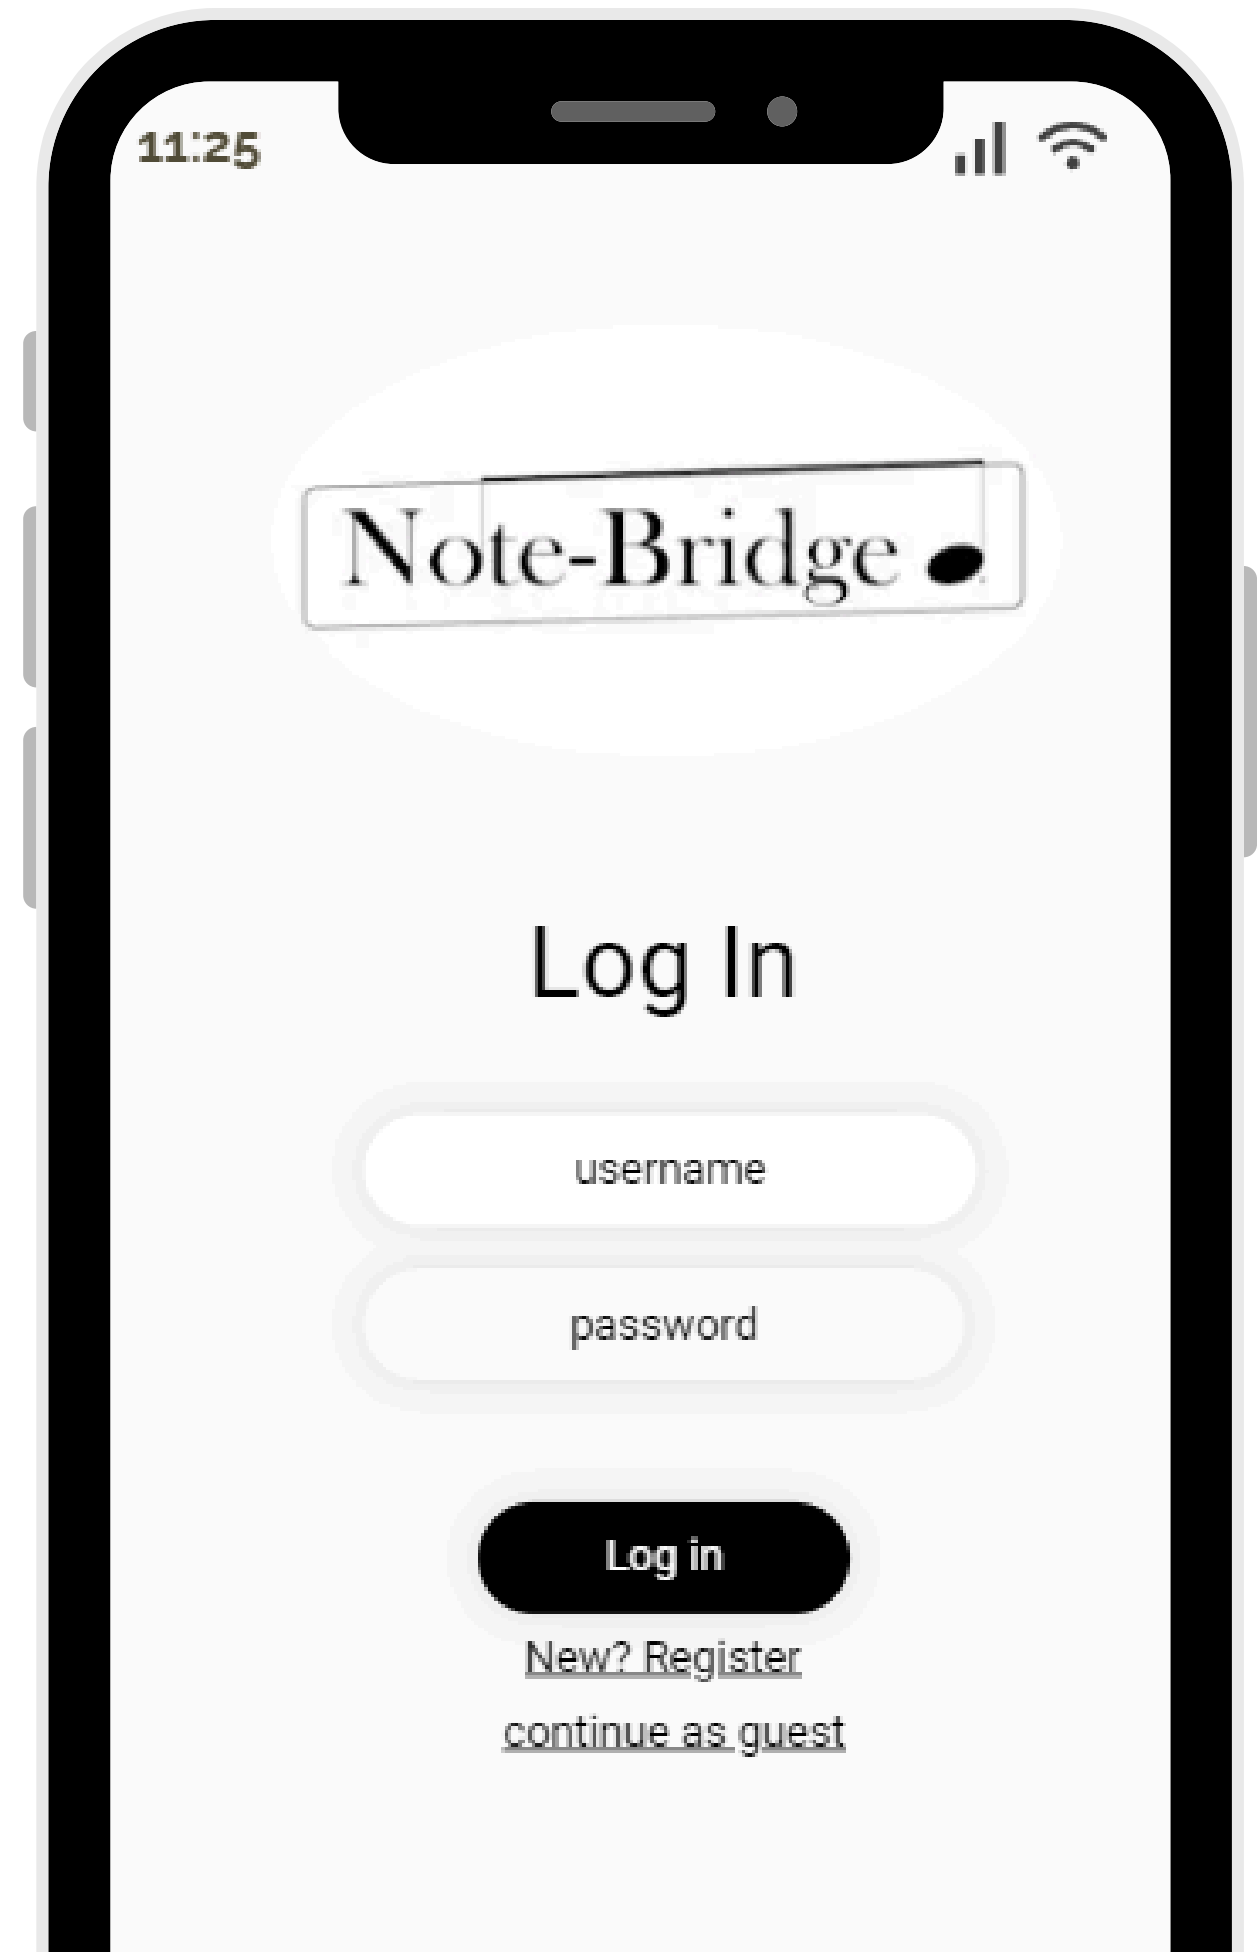 11:25
Note-Bridge
Log In
username
password
Log in
New? Register
continue as guest